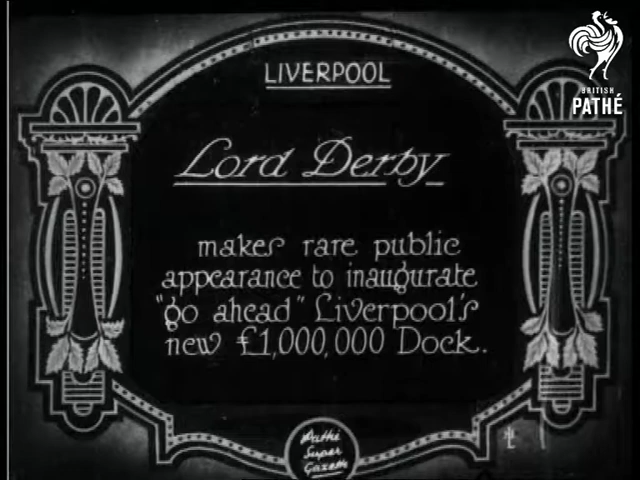 LIVERPOOL
BRITISH
PATHÉ
Lord Derby
makes rare public
appearance to inaugurate
"go ahead" Liverpool's
new £1,000,000 Dock.
Pathé
Super
Gazette